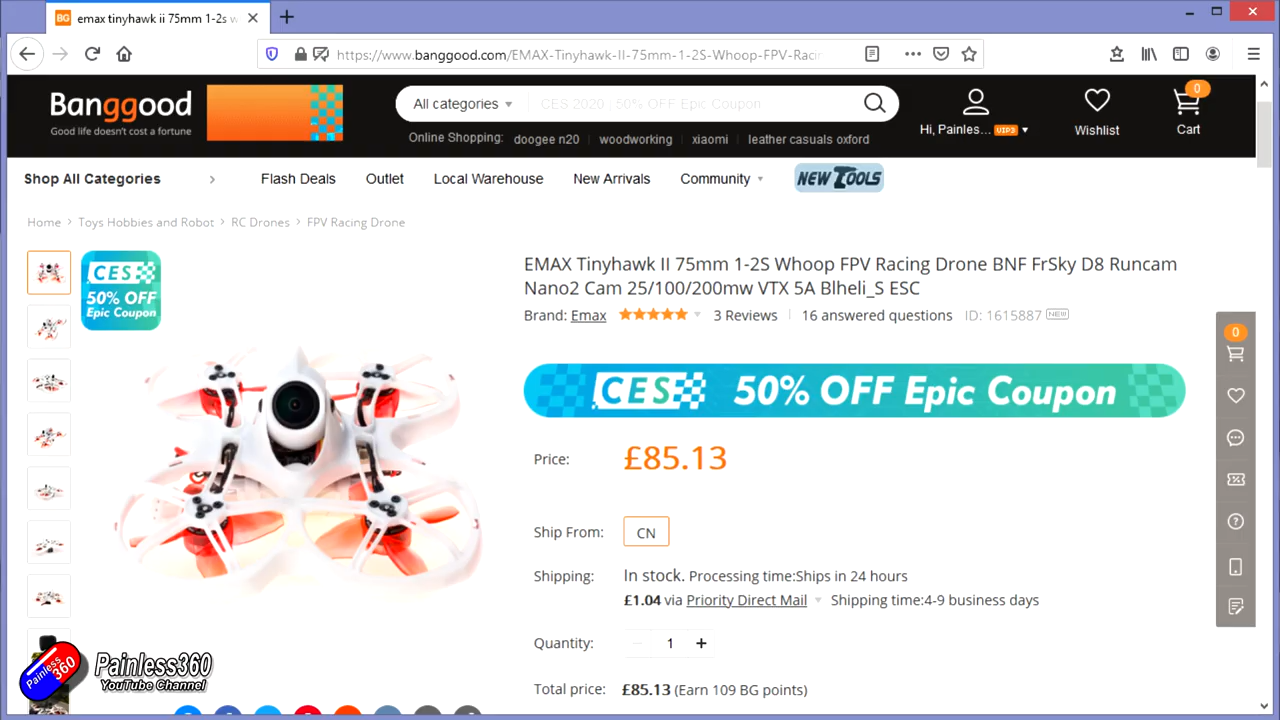 BG emax tinyhawk ii 75mm 1-2s w
https://www.banggood.com/EMAX-Tinyhawk-II-75mm-1-2S-Whoop-FPV-Racin
Banggood
Good life doesn't cost a fortune
All categories
CES 2020 | 50% OFF Epic Coupon
Online Shopping: doogee n20 woodworking xiaomi leather casuals oxford
Hi, Painles... VIP3
Wishlist
0
Cart
Shop All Categories
Flash Deals
Outlet
Local Warehouse
New Arrivals
Community
NEW TOOLS
Home > Toys Hobbies and Robot > RC Drones > FPV Racing Drone
CES
50% OFF
Epic Coupon
EMAX Tinyhawk II 75mm 1-2S Whoop FPV Racing Drone BNF FrSky D8 Runcam
Nano2 Cam 25/100/200mw VTX 5A Blheli_S ESC
Brand: Emax 3 Reviews 16 answered questions ID: 1615887 NEW
CES 50% OFF Epic Coupon
0
Price: £85.13
Ship From: CN
Shipping: In stock. Processing time:Ships in 24 hours
£1.04 via Priority Direct Mail Shipping time:4-9 business days
Quantity: 1 +
Total price: £85.13 (Earn 109 BG points)
Painless 360
Painless360
YouTube Channel